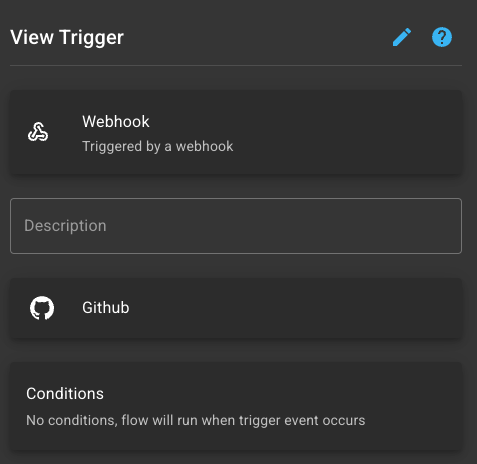 View Trigger
Webhook
Triggered by a webhook
Description
Github
Conditions
No conditions, flow will run when trigger event occurs